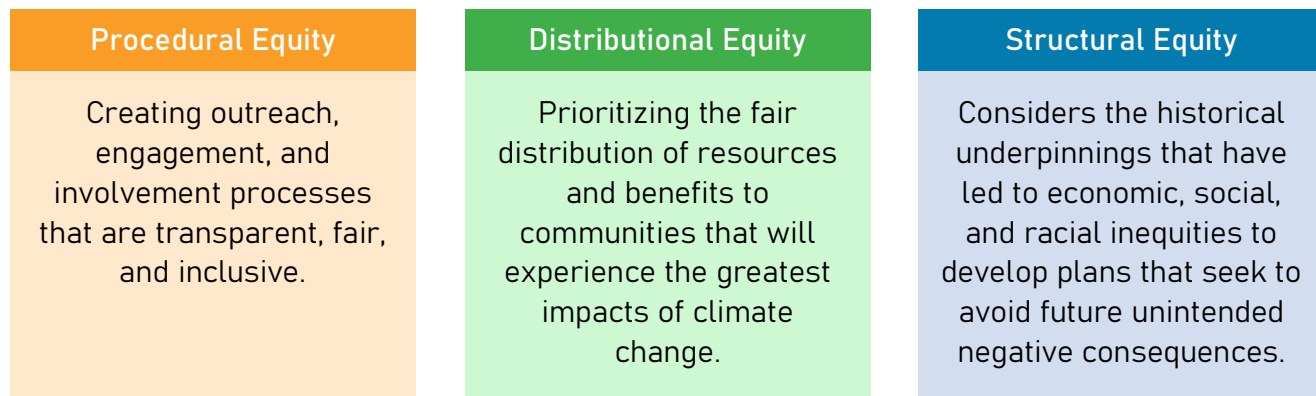 Procedural Equity
Creating outreach,
engagement, and
involvement processes
that are transparent, fair,
and inclusive.
Distributional Equity
Prioritizing the fair
distribution of resources
and benefits to
communities that will
experience the greatest
impacts of climate
change.
Structural Equity
Considers the historical
underpinnings that have
led to economic, social,
and racial inequities to
develop plans that seek to
avoid future unintended
negative consequences.